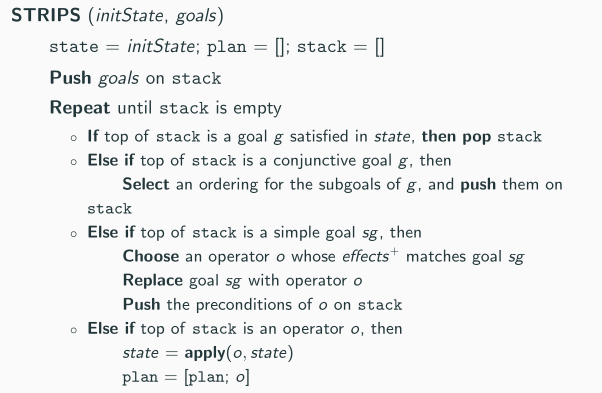 STRIPS (initState, goals)
state = initState; plan = []; stack = []
Push goals on stack
Repeat until stack is empty
◦ If top of stack is a goal g satisfied in state, then pop stack
◦ Else if top of stack is a conjunctive goal g, then
Select an ordering for the subgoals of g, and push them on
stack
◦ Else if top of stack is a simple goal sg, then
Choose an operator o whose effects⁺ matches goal sg
Replace goal sg with operator o
Push the preconditions of o on stack
◦ Else if top of stack is an operator o, then
state = apply(o, state)
plan = [plan; o]